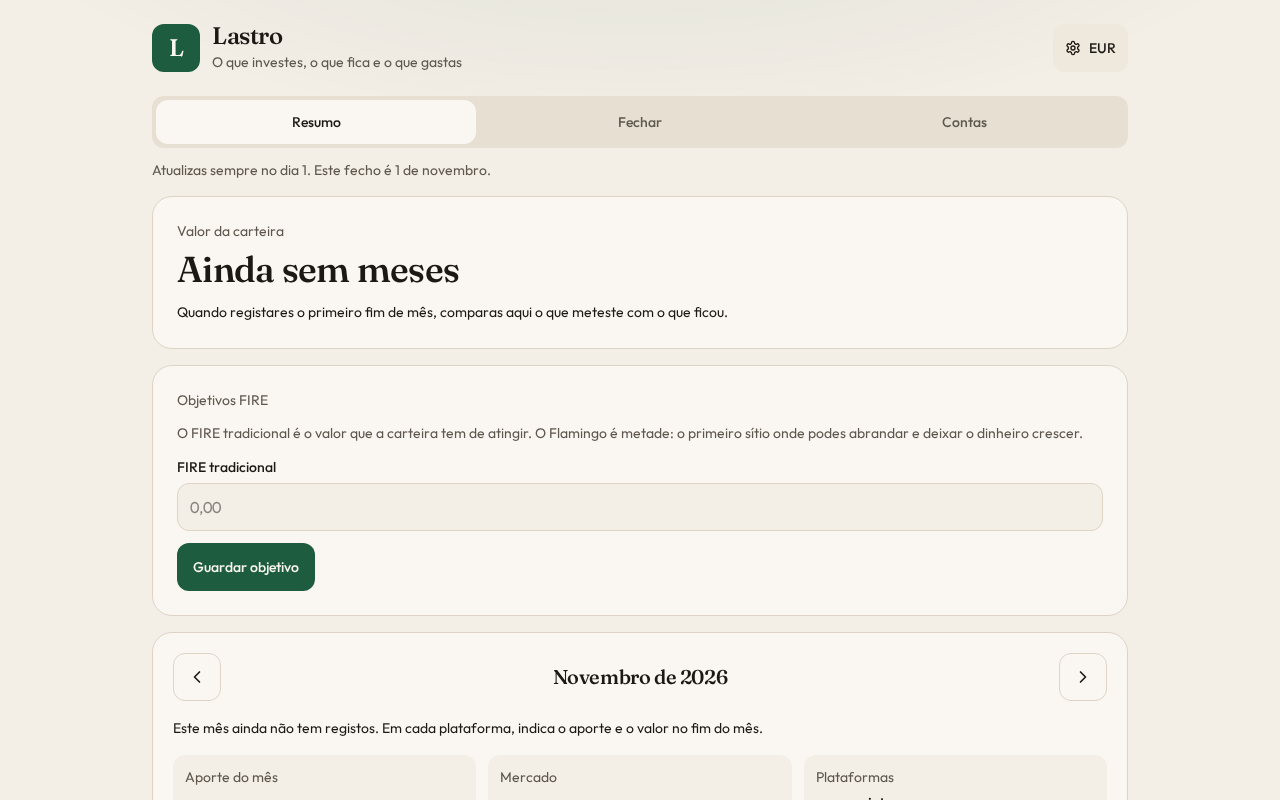 L
Lastro
O que investes, o que fica e o que gastas
EUR
Resumo
Fechar
Contas
Atualizas sempre no dia 1. Este fecho é 1 de novembro.
Valor da carteira
Ainda sem meses
Quando registares o primeiro fim de mês, comparas aqui o que meteste com o que ficou.
Objetivos FIRE
O FIRE tradicional é o valor que a carteira tem de atingir. O Flamingo é metade: o primeiro sítio onde podes abrandar e deixar o dinheiro crescer.
FIRE tradicional
0,00
Guardar objetivo
Novembro de 2026
Este mês ainda não tem registos. Em cada plataforma, indica o aporte e o valor no fim do mês.
Aporte do mês
Mercado
Plataformas